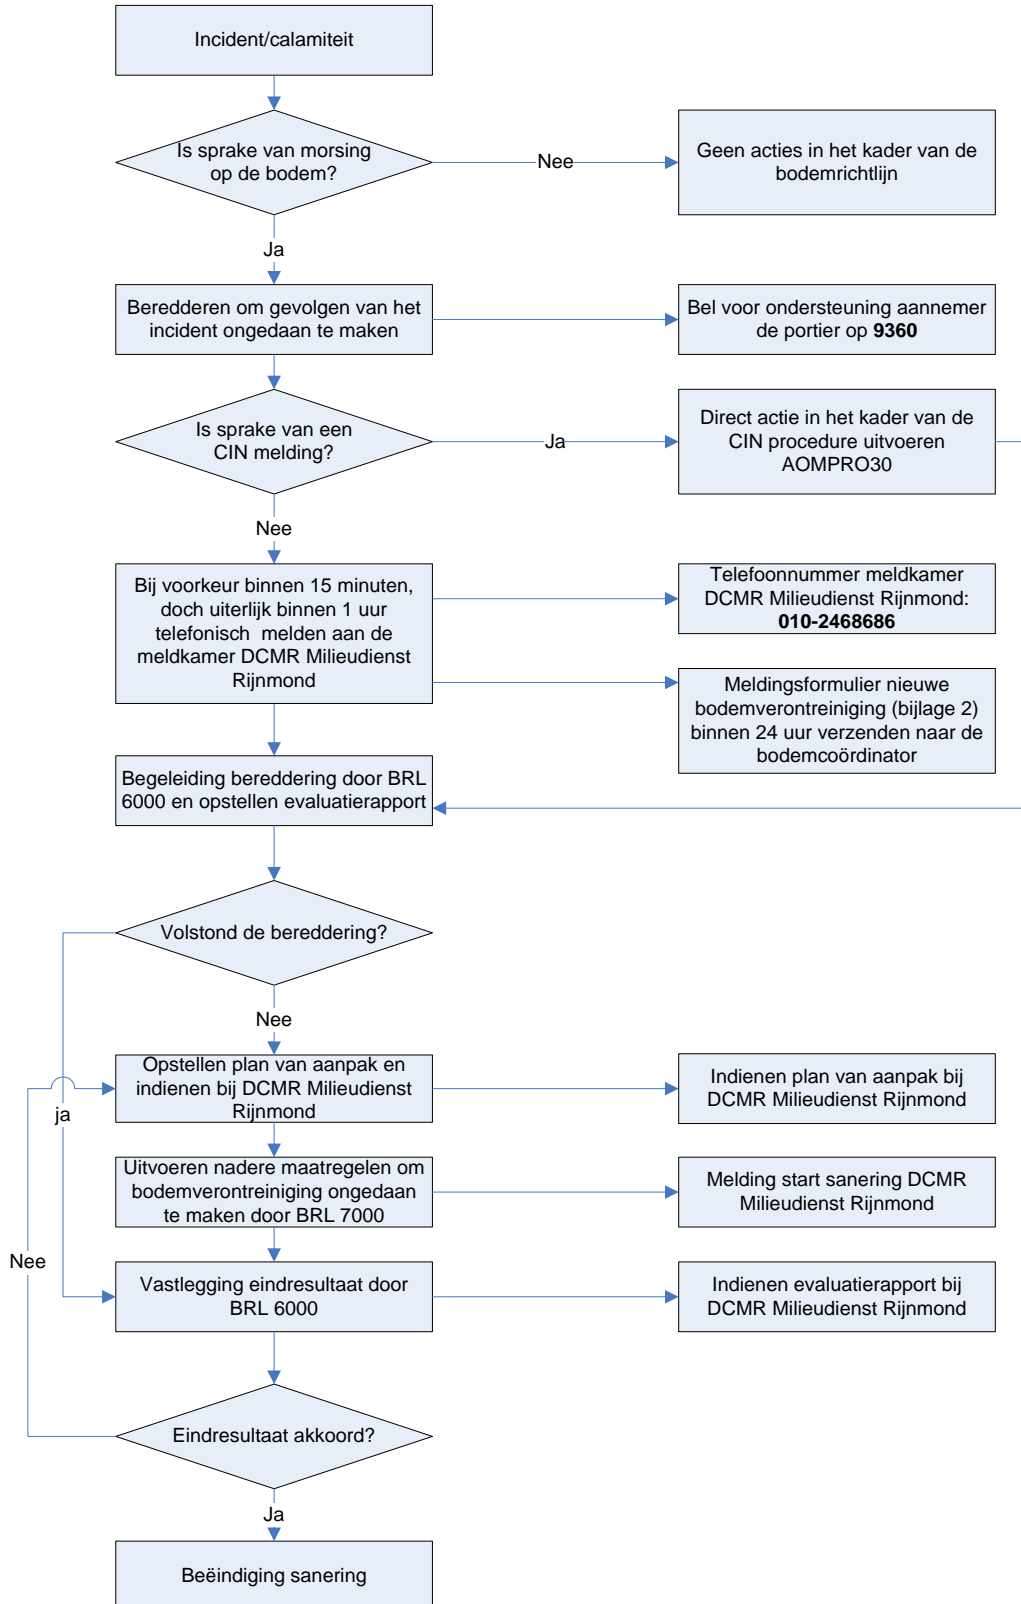 Incident/calamiteit
Is sprake van morsing
op de bodem?
Nee
Geen acties in het kader van de
bodemrichtlijn
Ja
Beredderen om gevolgen van het
incident ongedaan te maken
Bel voor ondersteuning aannemer
de portier op 9360
Is sprake van een
CIN melding?
Ja
Direct actie in het kader van de
CIN procedure uitvoeren
AOMPRO30
Nee
Bij voorkeur binnen 15 minuten,
doch uiterlijk binnen 1 uur
telefonisch melden aan de
meldkamer DCMR Milieudienst
Rijnmond
Telefoonnummer meldkamer
DCMR Milieudienst Rijnmond:
010-2468686
Meldingsformulier nieuwe
bodemverontreiniging (bijlage 2)
binnen 24 uur verzenden naar de
bodemcoördinator
Begeleiding bereddering door BRL
6000 en opstellen evaluatierapport
Volstond de bereddering?
Nee
ja
Opstellen plan van aanpak en
indienen bij DCMR Milieudienst
Rijnmond
Indienen plan van aanpak bij
DCMR Milieudienst Rijnmond
Uitvoeren nadere maatregelen om
bodemverontreiniging ongedaan
te maken door BRL 7000
Melding start sanering DCMR
Milieudienst Rijnmond
Nee
Vastlegging eindresultaat door
BRL 6000
Indienen evaluatierapport bij
DCMR Milieudienst Rijnmond
Eindresultaat akkoord?
Ja
Beëindiging sanering